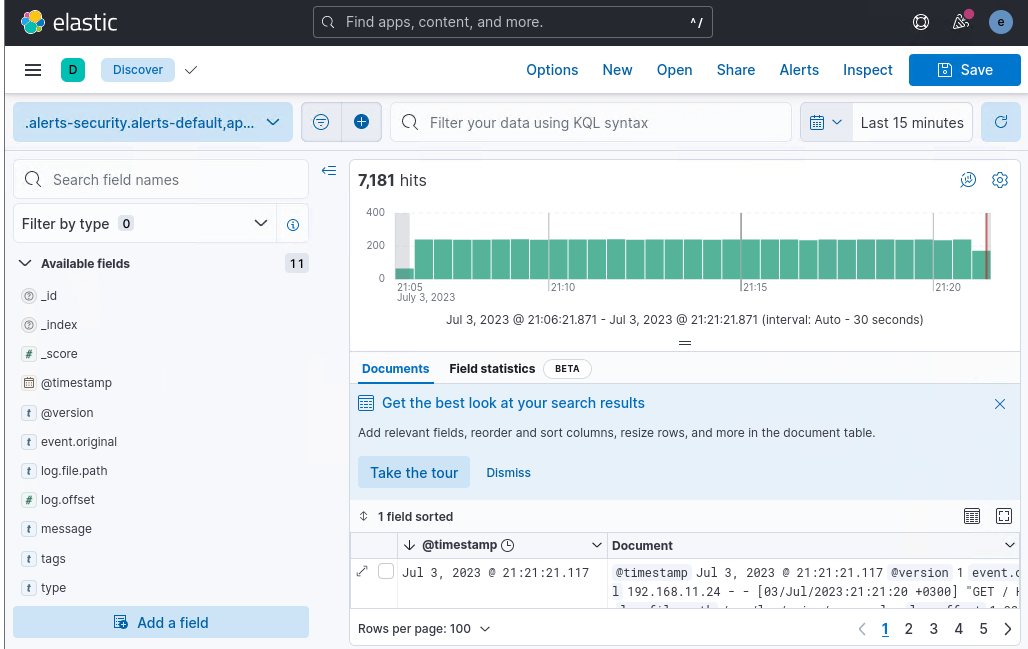 elastic
Find apps, content, and more.
^/
e
D
Discover
Options
New
Open
Share
Alerts
Inspect
Save
.alerts-security.alerts-default,ap...
Filter your data using KQL syntax
Last 15 minutes
Search field names
Filter by type 0
Available fields
11
_id
_index
_score
@timestamp
@version
event.original
log.file.path
log.offset
message
tags
type
Add a field
7,181 hits
400
200
0
21:05
July 3, 2023
21:10
21:15
21:20
Jul 3, 2023 @ 21:06:21.871 - Jul 3, 2023 @ 21:21:21.871 (interval: Auto - 30 seconds)
Documents
Field statistics
BETA
Get the best look at your search results
Add relevant fields, reorder and sort columns, resize rows, and more in the document table.
Take the tour
Dismiss
1 field sorted
@timestamp
Document
Jul 3, 2023 @ 21:21:21.117
@timestamp Jul 3, 2023 @ 21:21:21.117 @version 1
192.168.11.24 - - [03/Jul/2023:21:21:20 +0300] "GET /
Rows per page: 100
1 2 3 4 5